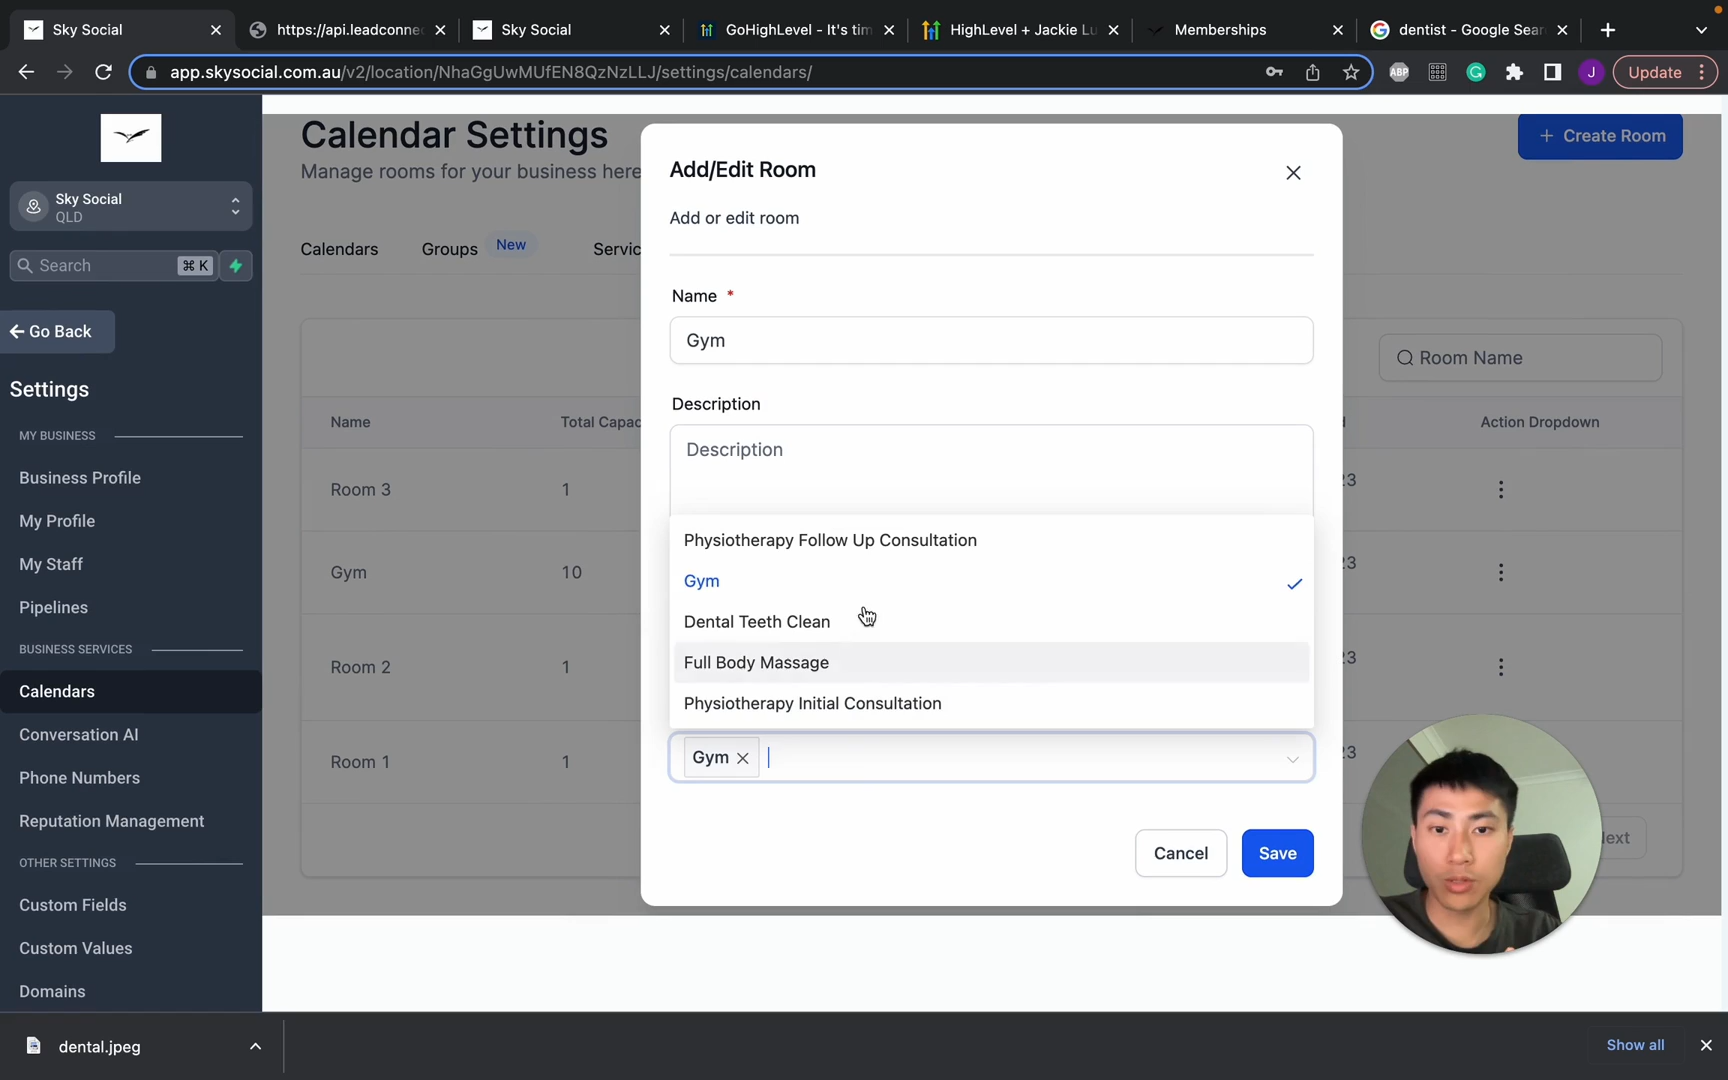 Sky Social
https://api.leadconne
Sky Social
GoHighLevel - It's tim
HighLevel + Jackie Lu
Memberships
dentist - Google Sear
app.skysocial.com.au/v2/location/NhaGgUwMUfEN8QzNzLLJ/settings/calendars/
ABP
J
Update
Sky Social
QLD
Search
⌘ K
Go Back
Settings
MY BUSINESS
Business Profile
My Profile
My Staff
Pipelines
BUSINESS SERVICES
Calendars
Conversation AI
Phone Numbers
Reputation Management
OTHER SETTINGS
Custom Fields
Custom Values
Domains
Calendar Settings
Manage rooms for your business here
+ Create Room
Calendars
Groups
New
Servic
Room Name
Name
Total Capac
Action Dropdown
Room 3
1
23
Gym
10
23
Room 2
1
23
Room 1
1
23
Add/Edit Room
Add or edit room
Name *
Gym
Description
Description
Physiotherapy Follow Up Consultation
Gym
Dental Teeth Clean
Full Body Massage
Physiotherapy Initial Consultation
Gym
Cancel
Save
dental.jpeg
Show all